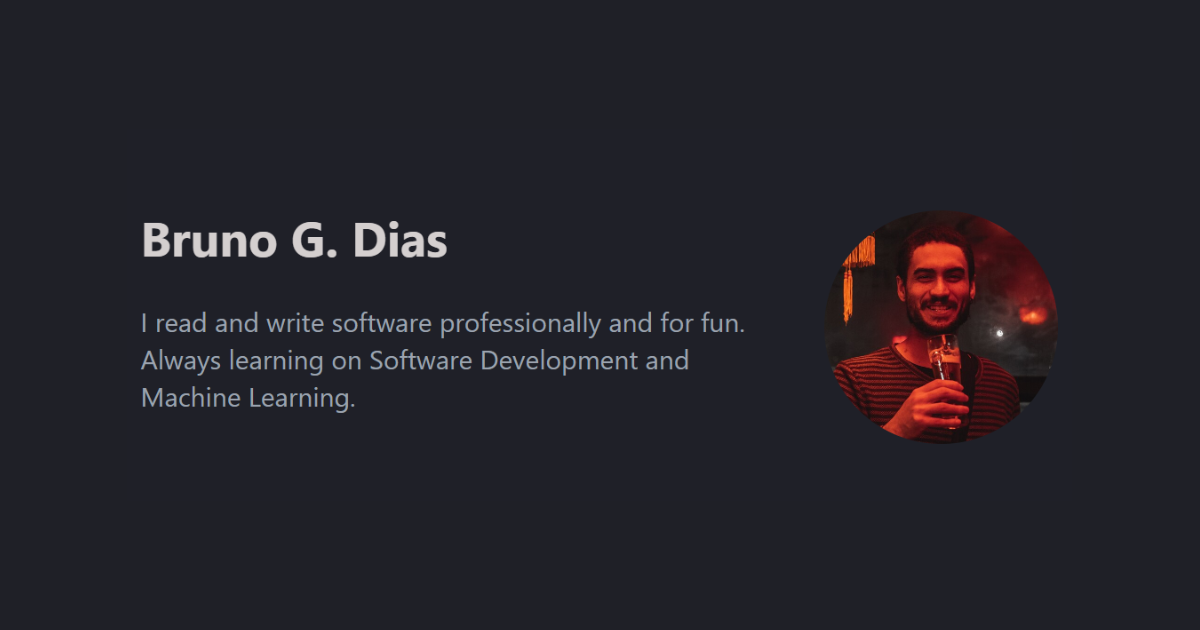 Bruno G. Dias
I read and write software professionally and for fun.
Always learning on Software Development and
Machine Learning.